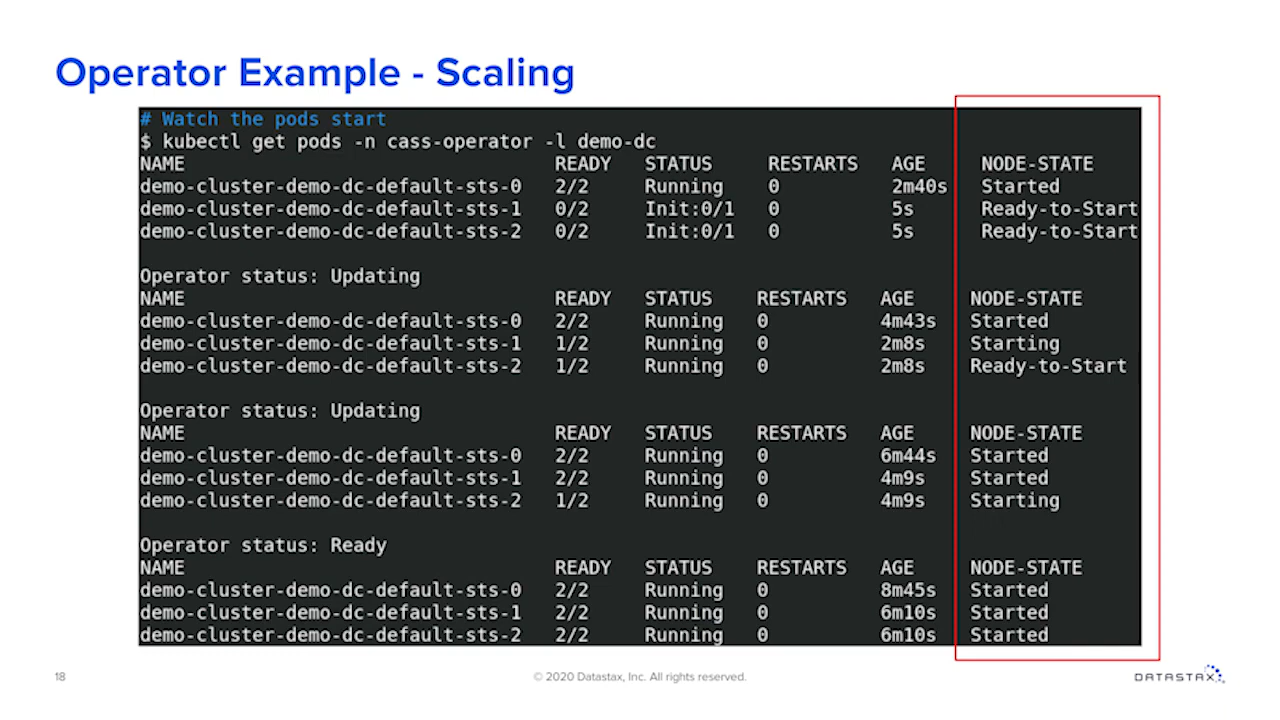 Operator Example - Scaling
# Watch the pods start
$ kubectl get pods -n cass-operator -l demo-dc
NAME READY STATUS RESTARTS AGE NODE-STATE
demo-cluster-demo-dc-default-sts-0 2/2 Running 0 2m40s Started
demo-cluster-demo-dc-default-sts-1 0/2 Init:0/1 0 5s Ready-to-Start
demo-cluster-demo-dc-default-sts-2 0/2 Init:0/1 0 5s Ready-to-Start
Operator status: Updating
NAME READY STATUS RESTARTS AGE NODE-STATE
demo-cluster-demo-dc-default-sts-0 2/2 Running 0 4m43s Started
demo-cluster-demo-dc-default-sts-1 1/2 Running 0 2m8s Starting
demo-cluster-demo-dc-default-sts-2 1/2 Running 0 2m8s Ready-to-Start
Operator status: Updating
NAME READY STATUS RESTARTS AGE NODE-STATE
demo-cluster-demo-dc-default-sts-0 2/2 Running 0 6m44s Started
demo-cluster-demo-dc-default-sts-1 2/2 Running 0 4m9s Started
demo-cluster-demo-dc-default-sts-2 1/2 Running 0 4m9s Starting
Operator status: Ready
NAME READY STATUS RESTARTS AGE NODE-STATE
demo-cluster-demo-dc-default-sts-0 2/2 Running 0 8m45s Started
demo-cluster-demo-dc-default-sts-1 2/2 Running 0 6m10s Started
demo-cluster-demo-dc-default-sts-2 2/2 Running 0 6m10s Started
18 © 2020 Datastax, Inc. All rights reserved. DATASTAX